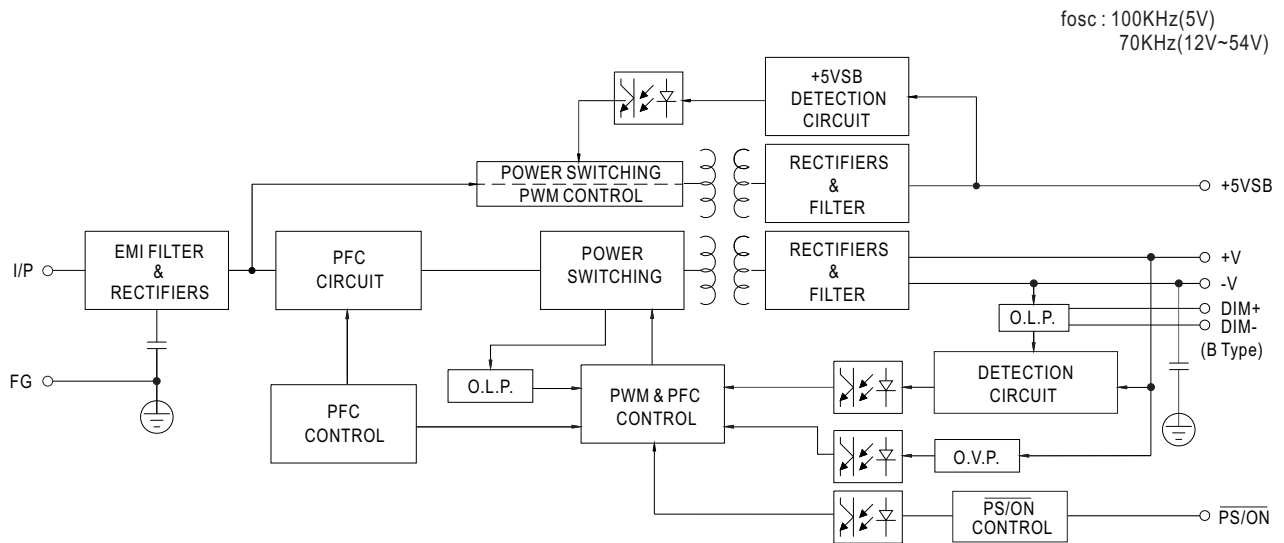 fosc : 100KHz(5V)
70KHz(12V~54V)
+5VSB
DETECTION
CIRCUIT
POWER SWITCHING
PWM CONTROL
RECTIFIERS
&
FILTER
+5VSB
I/P
EMI FILTER
&
RECTIFIERS
PFC
CIRCUIT
POWER
SWITCHING
RECTIFIERS
&
FILTER
+V
-V
DIM+
DIM-
(B Type)
O.L.P.
FG
O.L.P.
PFC
CONTROL
PWM & PFC
CONTROL
DETECTION
CIRCUIT
O.V.P.
PS/ON
CONTROL
PS/ON